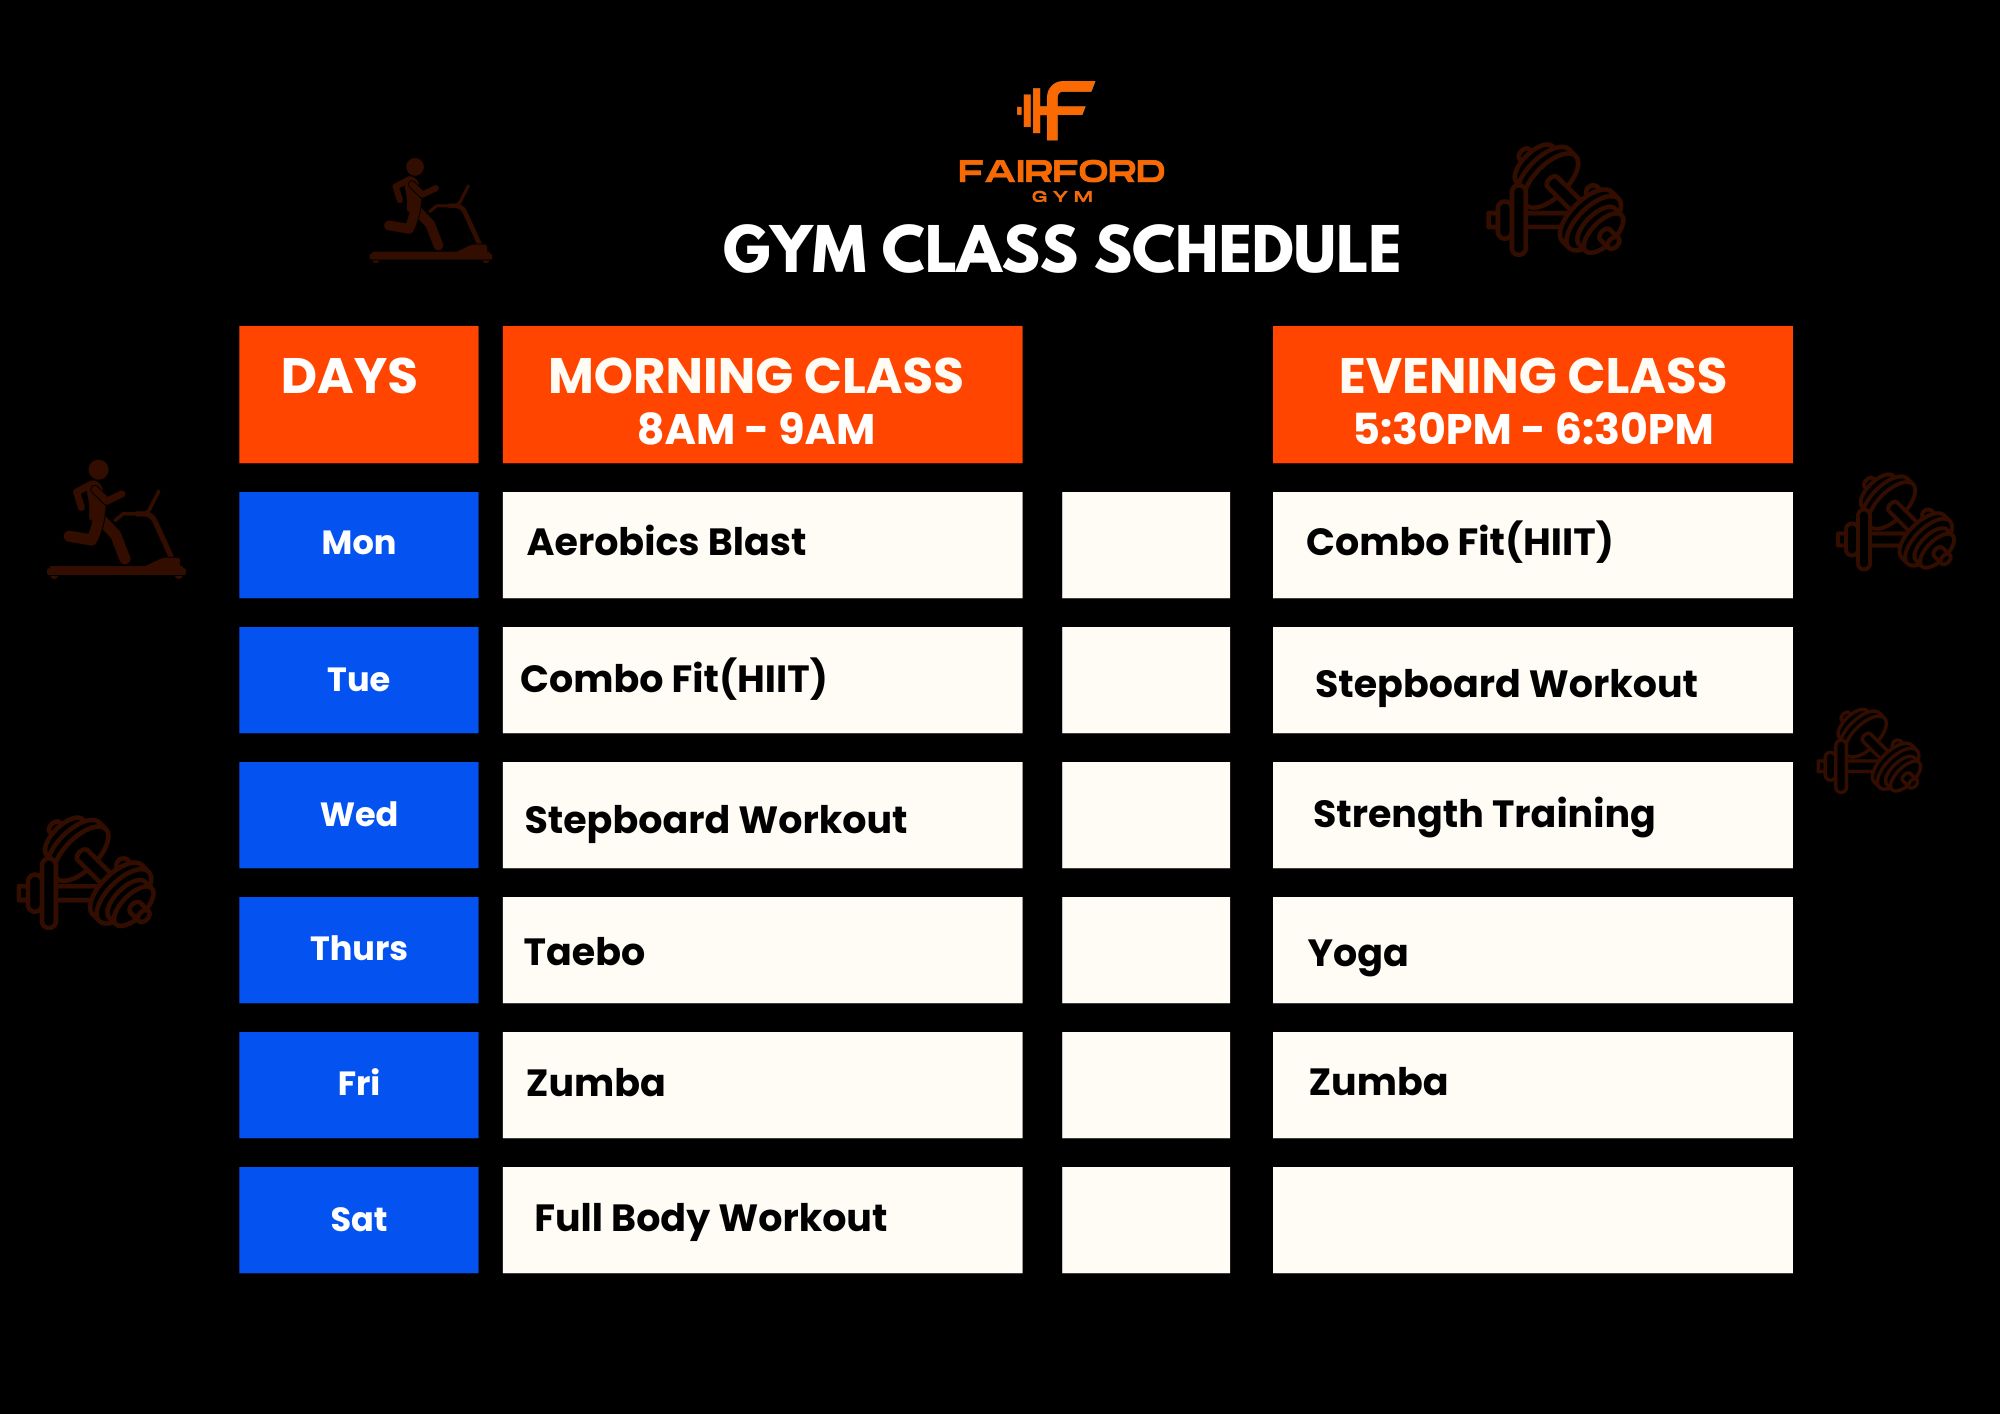 FAIRFORD
GYM
GYM CLASS SCHEDULE
DAYS
MORNING CLASS
8AM - 9AM
EVENING CLASS
5:30PM - 6:30PM
Mon
Aerobics Blast
Combo Fit(HIIT)
Tue
Combo Fit(HIIT)
Stepboard Workout
Wed
Stepboard Workout
Strength Training
Thurs
Taebo
Yoga
Fri
Zumba
Zumba
Sat
Full Body Workout